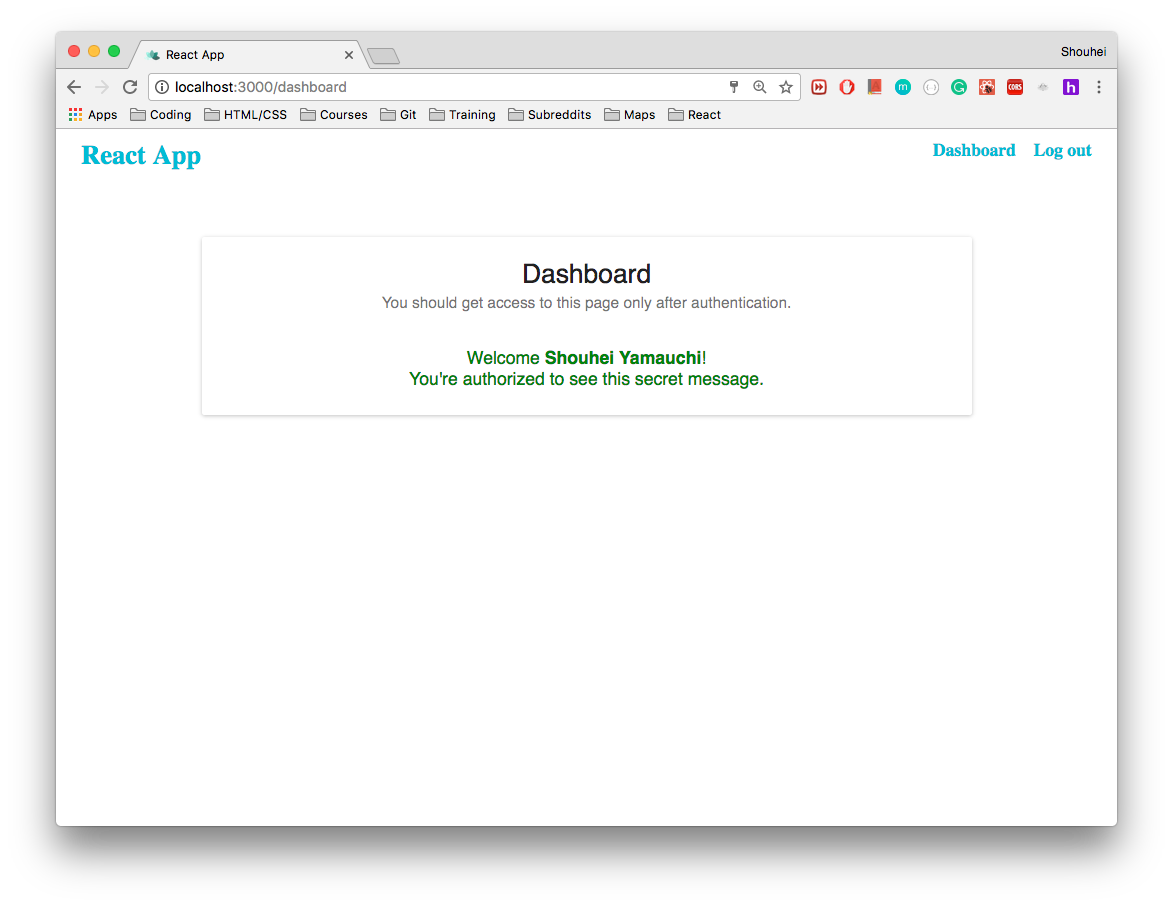 React App
Shouhei
localhost:3000/dashboard
m
CORS
h
Apps Coding HTML/CSS Courses Git Training Subreddits Maps React
React App
Dashboard Log out
Dashboard
You should get access to this page only after authentication.
Welcome Shouhei Yamauchi!
You're authorized to see this secret message.